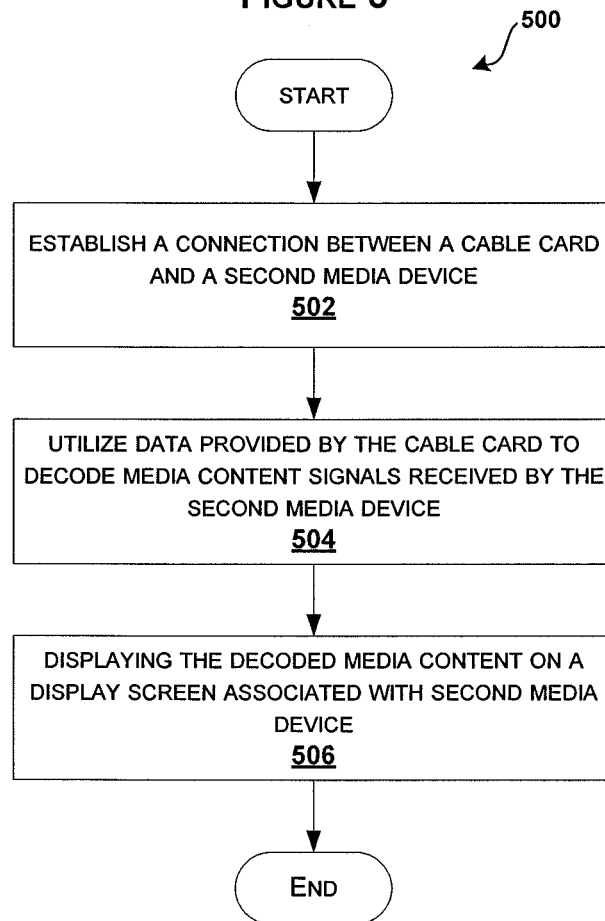 FIGURE
500
START
ESTABLISH A CONNECTION BETWEEN A CABLE CARD
AND A SECOND MEDIA DEVICE
502
UTILIZE DATA PROVIDED BY THE CABLE CARD TO
DECODE MEDIA CONTENT SIGNALS RECEIVED BY THE
SECOND MEDIA DEVICE
504
DISPLAYING THE DECODED MEDIA CONTENT ON A
DISPLAY SCREEN ASSOCIATED WITH SECOND MEDIA
DEVICE
506
END